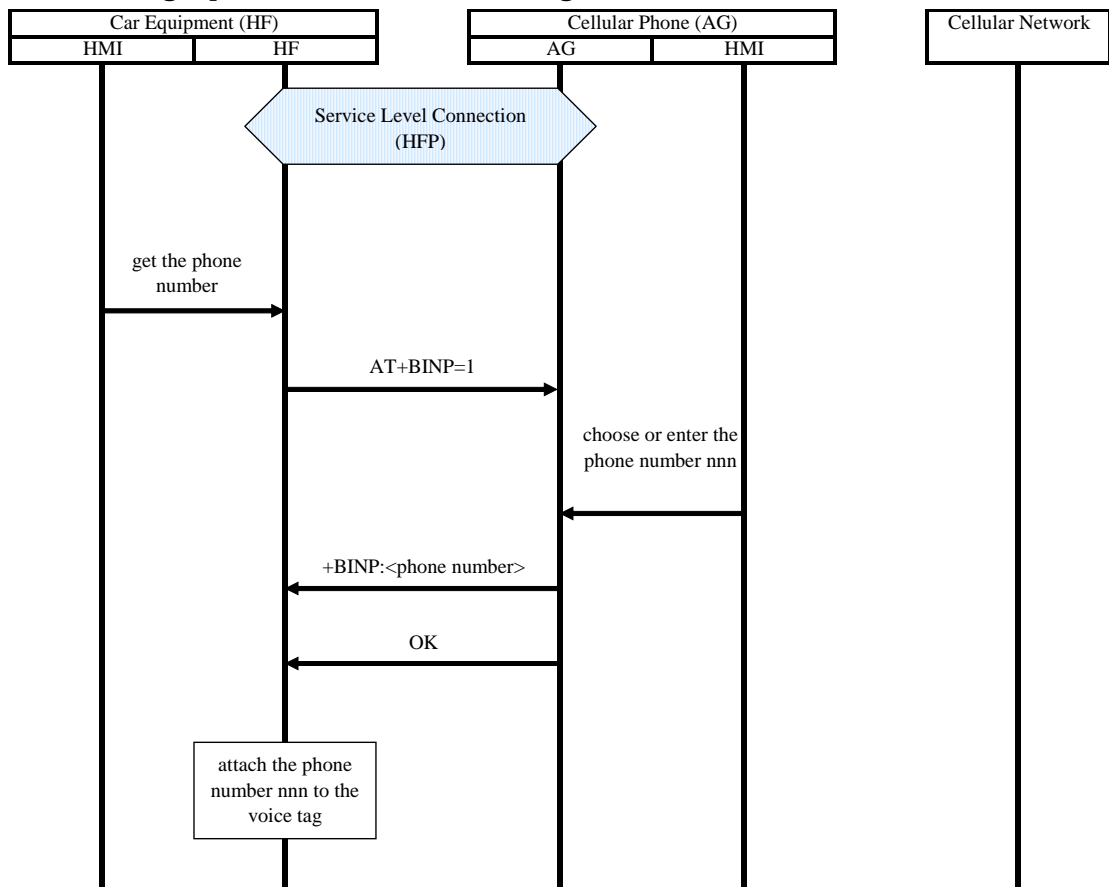 Car Equipment (HF)
Cellular Phone (AG)
Cellular Network
HMI
HF
AG
HMI
Service Level Connection
(HFP)
get the phone
number
AT+BINP=1
choose or enter the
phone number nnn
+BINP:<phone number>
OK
attach the phone
number nnn to the
voice tag